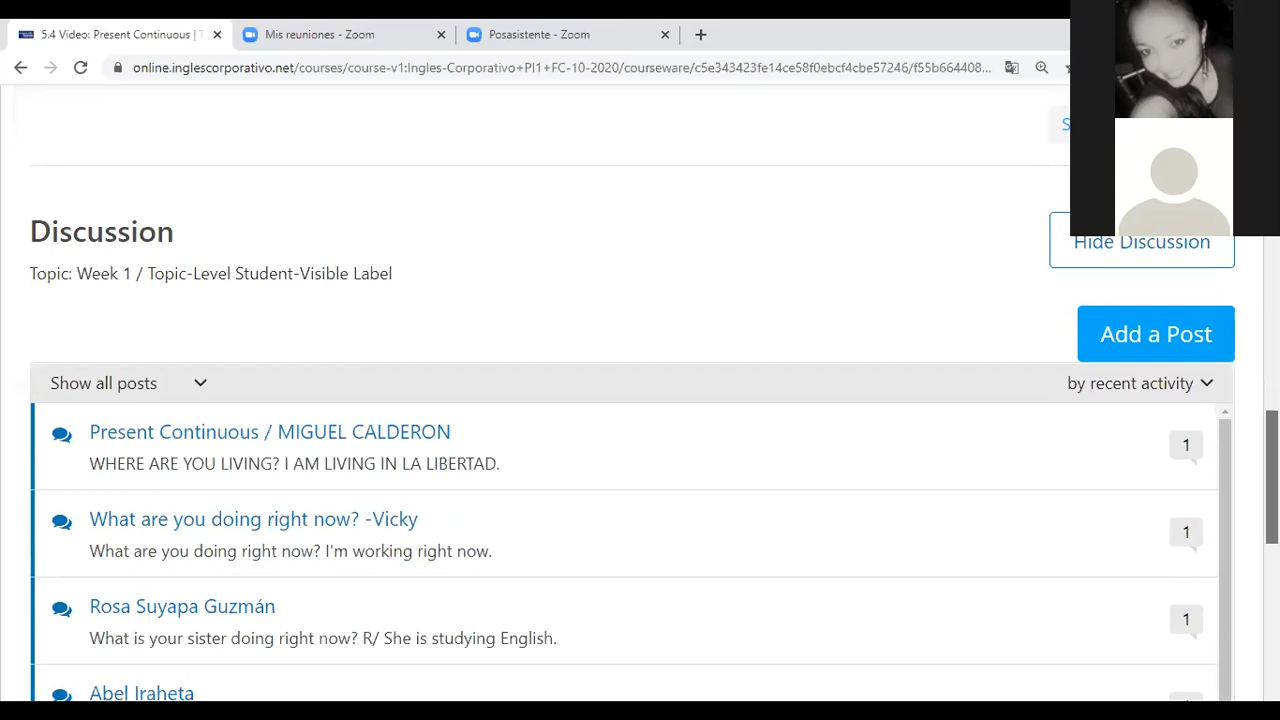 5.4 Video: Present Continuous |
Mis reuniones - Zoom
Posasistente - Zoom
online.inglescorporativo.net/courses/course-v1:Ingles-Corporativo+PI1+FC-10-2020/courseware/c5e343423fe14ce58f0ebcf4cbe57246/f55b664408...
Discussion
Hide Discussion
Topic: Week 1 / Topic-Level Student-Visible Label
Add a Post
Show all posts
by recent activity
Present Continuous / MIGUEL CALDERON
1
WHERE ARE YOU LIVING? I AM LIVING IN LA LIBERTAD.
What are you doing right now? -Vicky
1
What are you doing right now? I'm working right now.
Rosa Suyapa Guzmán
1
What is your sister doing right now? R/ She is studying English.
Abel Iraheta